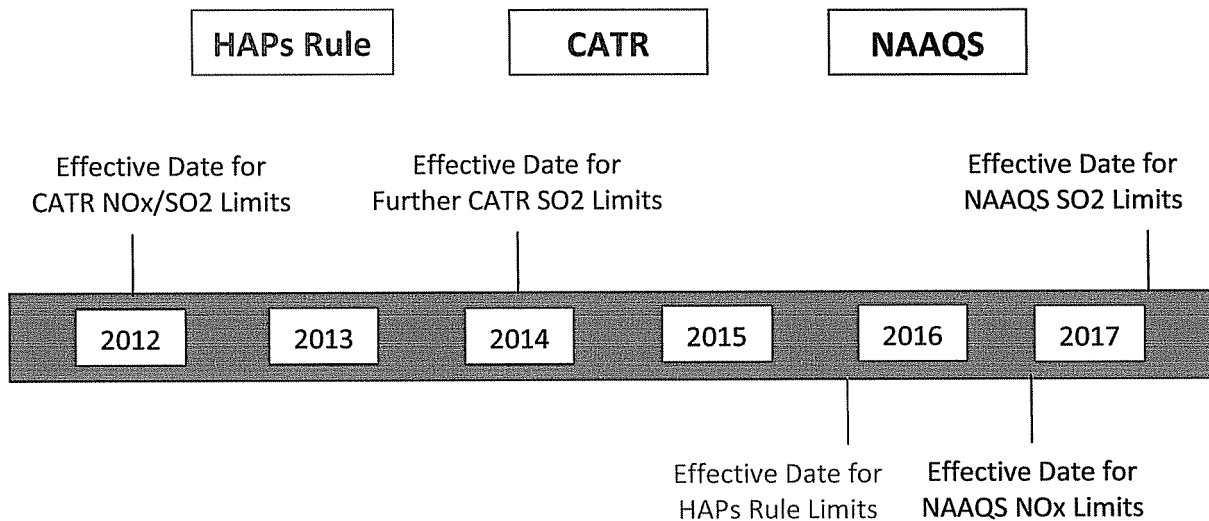 HAPs Rule
CATR
NAAQS
Effective Date for
CATR NOx/SO2 Limits
Effective Date for
Further CATR SO2 Limits
Effective Date for
NAAQS SO2 Limits
2012
2013
2014
2015
2016
2017
Effective Date for
HAPs Rule Limits
Effective Date for
NAAQS NOx Limits